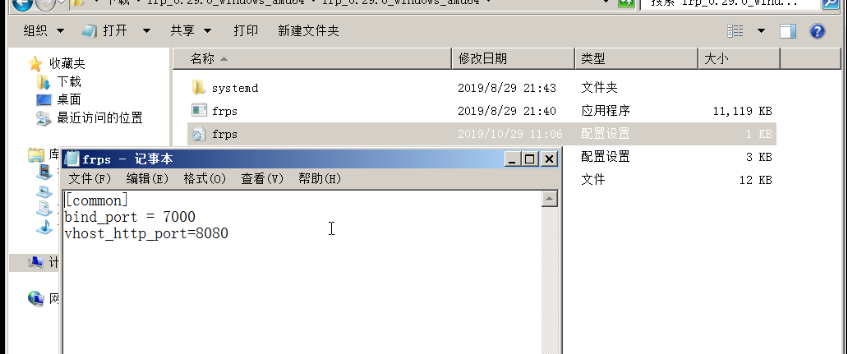 下载 frp_0.29.0_windows_amd64 frp_0.29.0_windows_amd64 搜索 frp_0.29.0_wind...
组织 打开 共享 打印 新建文件夹
名称 修改日期 类型 大小
收藏夹
下载
桌面
最近访问的位置
库
计
网
systemd 2019/8/29 21:43 文件夹
frps 2019/8/29 21:40 应用程序 11,119 KB
frps 2019/10/29 11:06 配置设置 1 KB
配置设置 3 KB
文件 12 KB
frps - 记事本
文件(F) 编辑(E) 格式(O) 查看(V) 帮助(H)
[common]
bind_port = 7000
vhost_http_port=8080